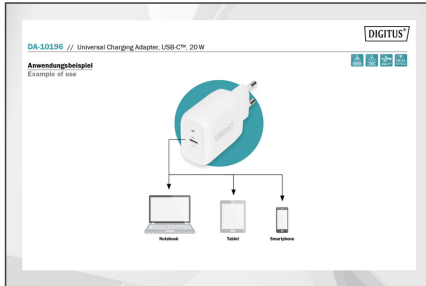 DIGITUS®
DA-10196 // Universal Charging Adapter, USB-C™, 20 W
Anwendungsbeispiel
Example of use
DIGITUS
Notebook
Tablet
Smartphone